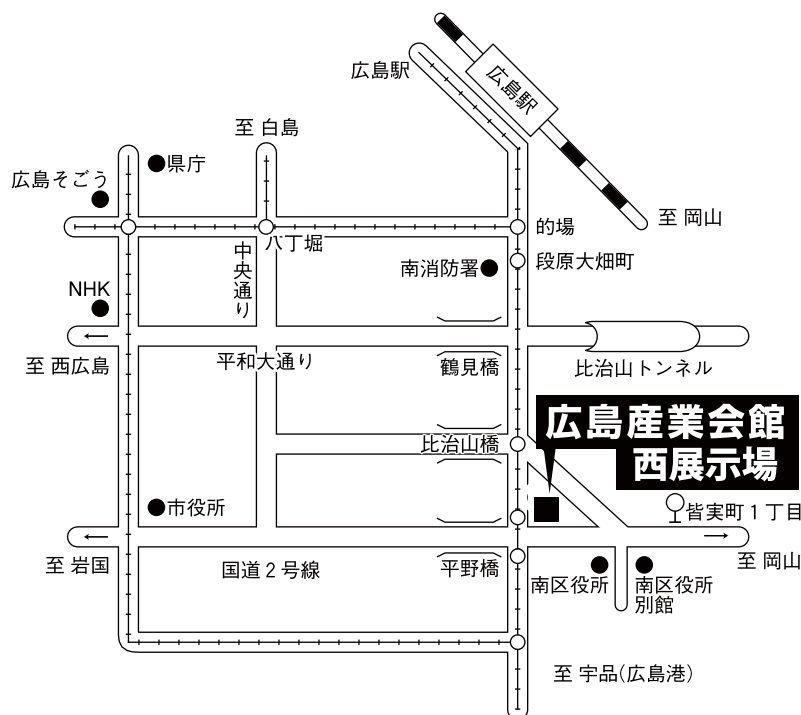 広島駅
広島駅
至 白島
県庁
広島そごう
至 岡山
八丁堀
的場
中央通り
南消防署
段原大畑町
NHK
至 西広島
平和大通り
鶴見橋
比治山トンネル
広島産業会館
西展示場
比治山橋
市役所
皆実町1丁目
至 岩国
国道2号線
平野橋
至 岡山
南区役所
南区役所
別館
至 宇品(広島港)